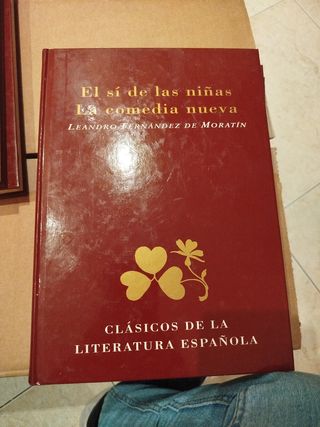 El sí de las niñas
La comedia nueva
LEANDRO FERNÁNDEZ DE MORATÍN
CLÁSICOS DE LA
LITERATURA ESPAÑOLA